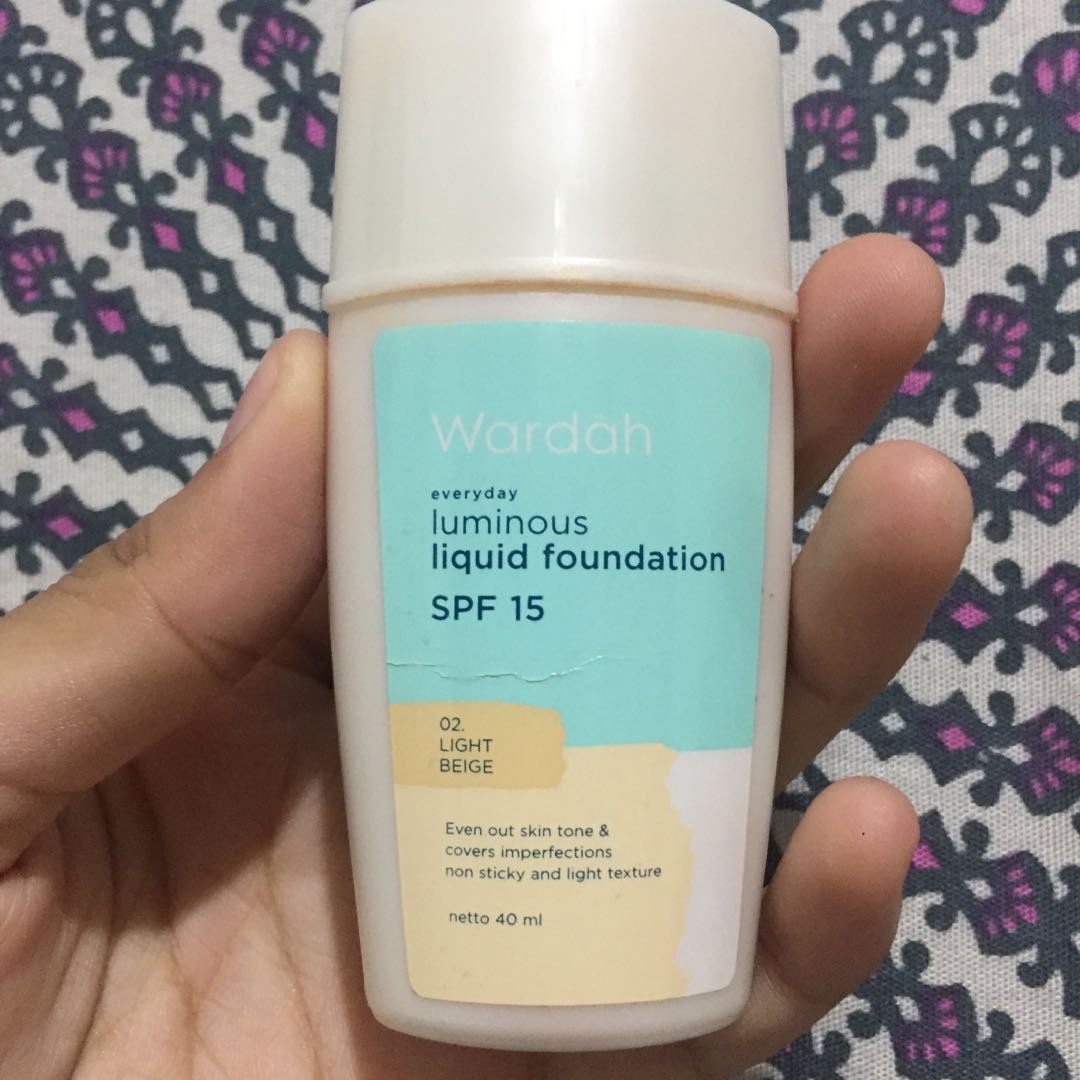 Wardah
everyday
luminous
liquid foundation
SPF 15
02.
LIGHT
BEIGE
Even out skin tone &
covers imperfections
non sticky and light texture
netto 40 ml